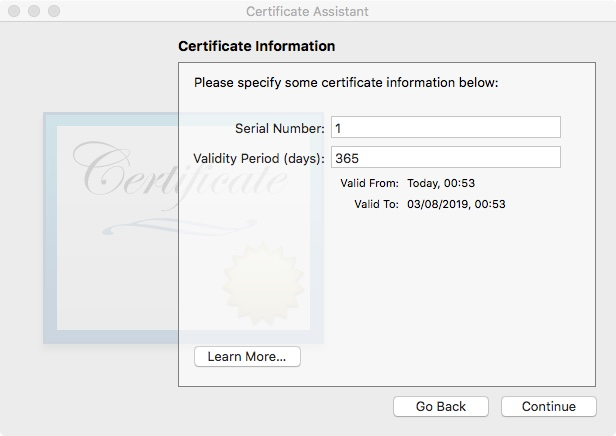 Certificate Assistant
Certificate Information
Please specify some certificate information below:
Serial Number: 1
Validity Period (days): 365
Valid From: Today, 00:53
Valid To: 03/08/2019, 00:53
Certificate
Learn More...
Go Back Continue